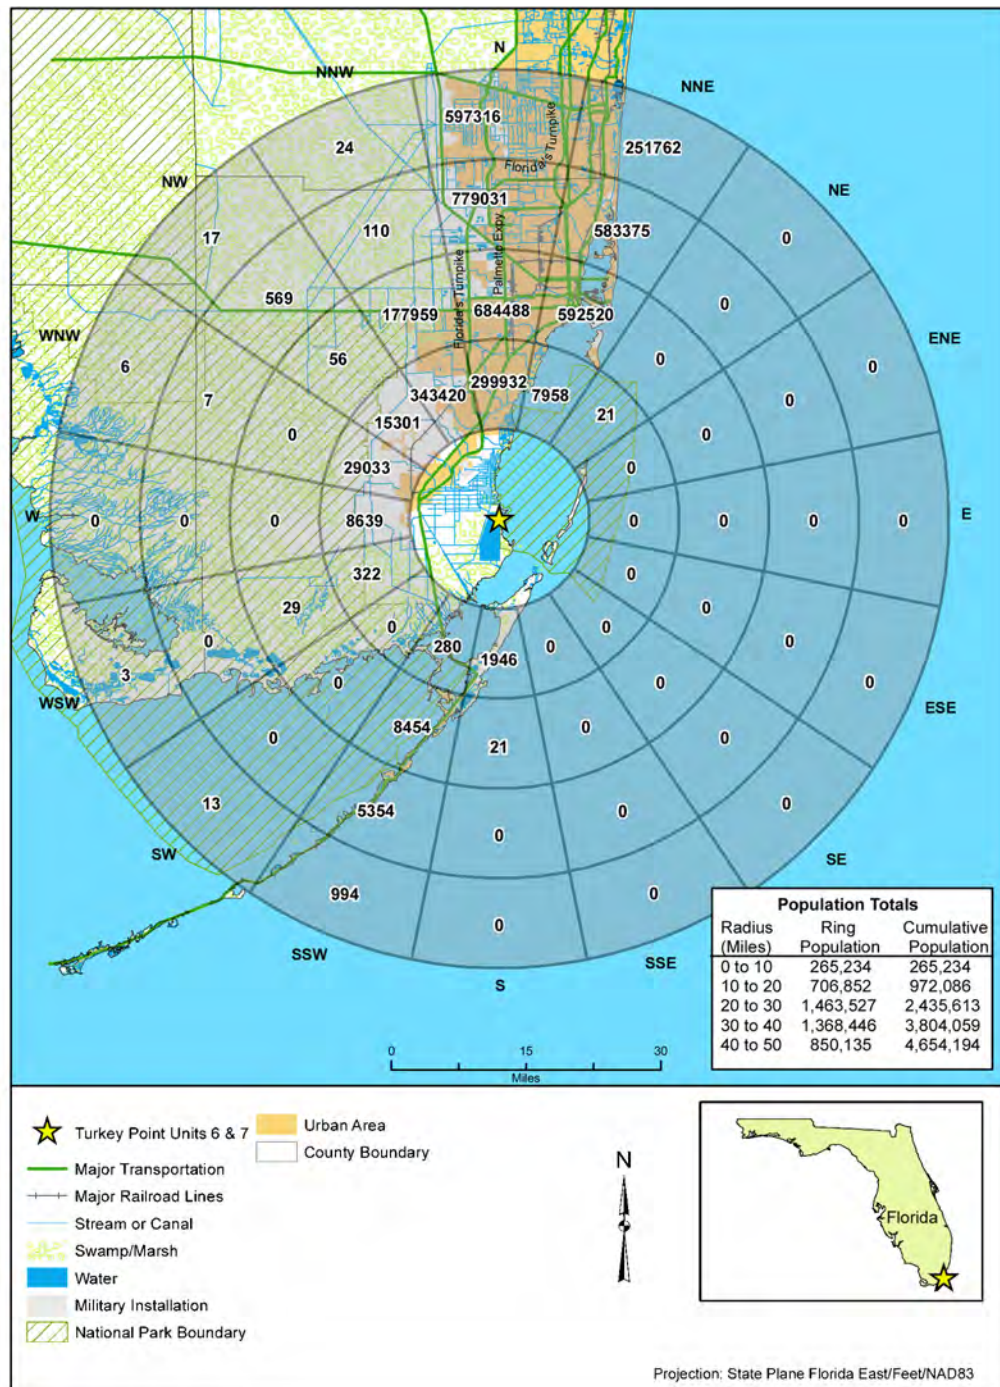 N
NNW
NNE
597316
24
251762
Florida's Turnpike
NW
NE
779031
17
110
583375
0
Palmetto Expy
Florida's Turnpike
569
0
177959
684488
592520
WNW
ENE
56
0
6
299932
0
7
343420
7958
0
21
15301
0
0
29033
0
W
0
0
0
8639
0
0
0
0
E
322
0
29
0
0
0
0
0
280
0
3
1946
0
0
WSW
0
0
ESE
8454
0
0
0
21
13
5354
0
0
0
SW
SE
994
0
0
SSW
SSE
S
Population Totals
Radius Ring Cumulative
(Miles) Population Population
0 to 10 265,234 265,234
10 to 20 706,852 972,086
20 to 30 1,463,527 2,435,613
30 to 40 1,368,446 3,804,059
40 to 50 850,135 4,654,194
0 15 30
Miles
Turkey Point Units 6 & 7
Major Transportation
Major Railroad Lines
Stream or Canal
Swamp/Marsh
Water
Military Installation
National Park Boundary
Urban Area
County Boundary
N
Florida
Projection: State Plane Florida East/Feet/NAD83